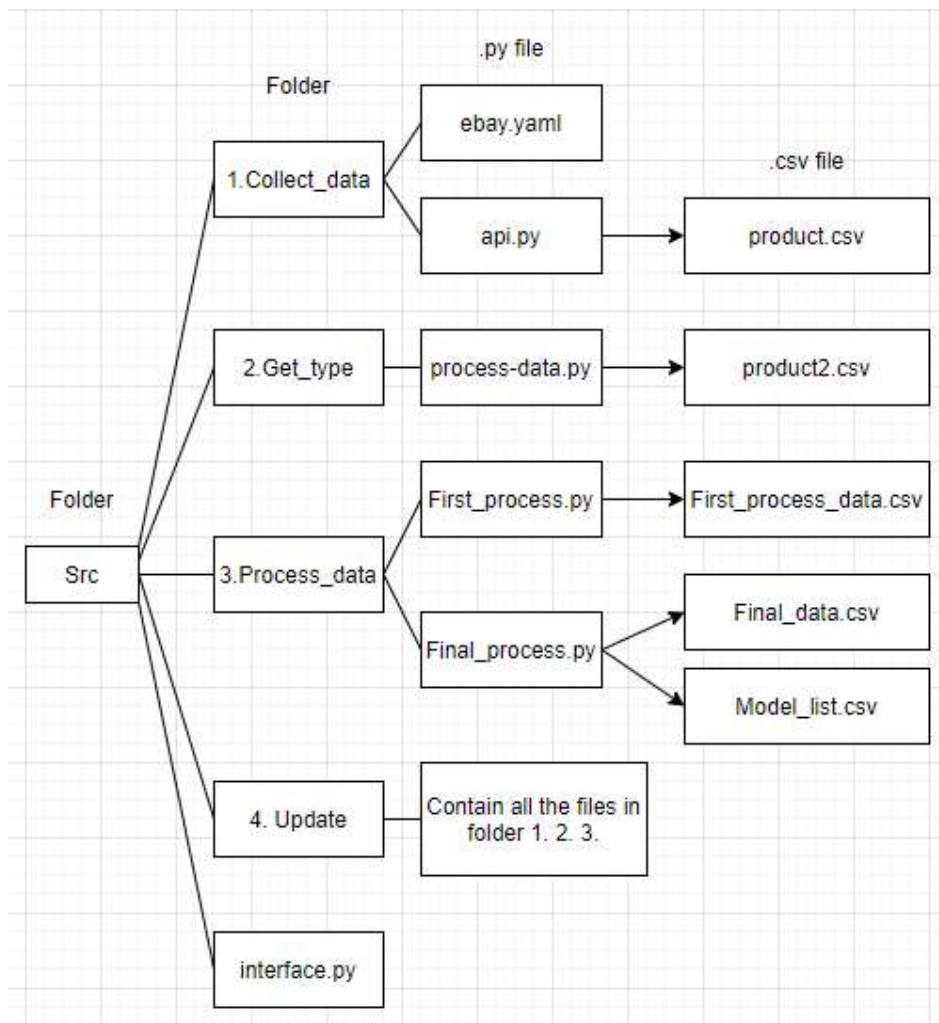 .py file
Folder
ebay.yaml
.csv file
1.Collect_data
api.py
product.csv
2.Get_type
process-data.py
product2.csv
Folder
First_process.py
First_process_data.csv
Src
3.Process_data
Final_data.csv
Final_process.py
Model_list.csv
4. Update
Contain all the files in
folder 1. 2. 3.
interface.py